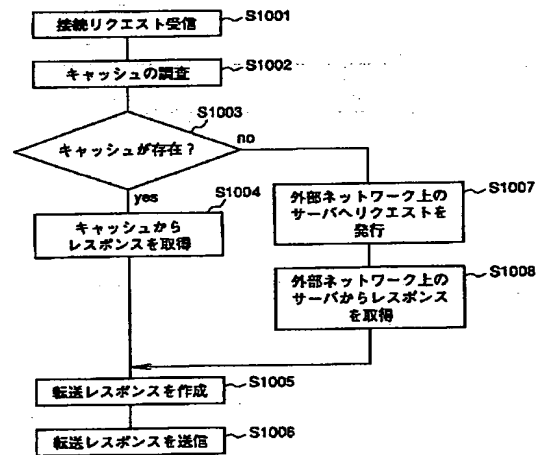 接続リクエスト受信
S1001
キャッシュの調査
S1002
S1003
キャッシュが存在?
no
yes
S1004
キャッシュから
レスポンスを取得
外部ネットワーク上の
サーバへリクエストを
発行
S1007
外部ネットワーク上の
サーバからレスポンス
を取得
S1008
転送レスポンスを作成
S1005
転送レスポンスを送信
S1006